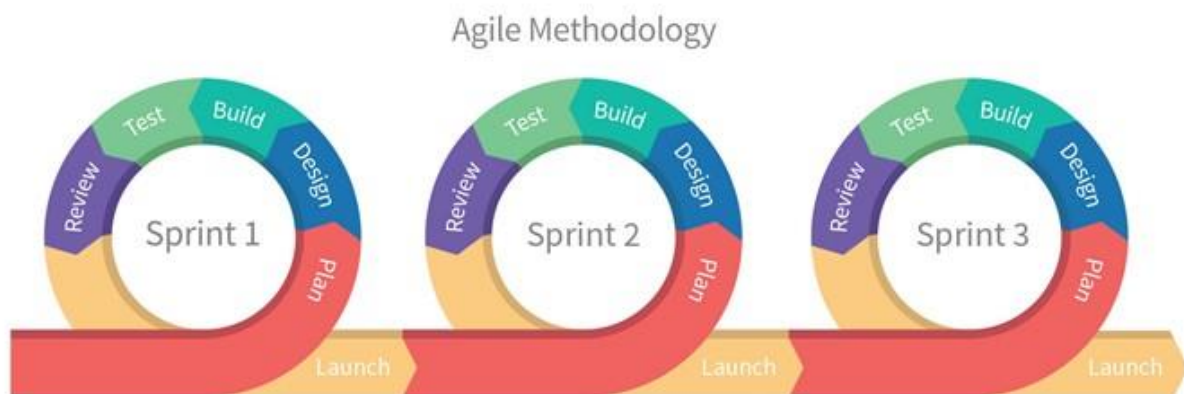 Agile Methodology
Test
Build
Review
Design
Sprint 1
Plan
Launch
Test
Build
Review
Design
Sprint 2
Plan
Launch
Test
Build
Review
Design
Sprint 3
Plan
Launch